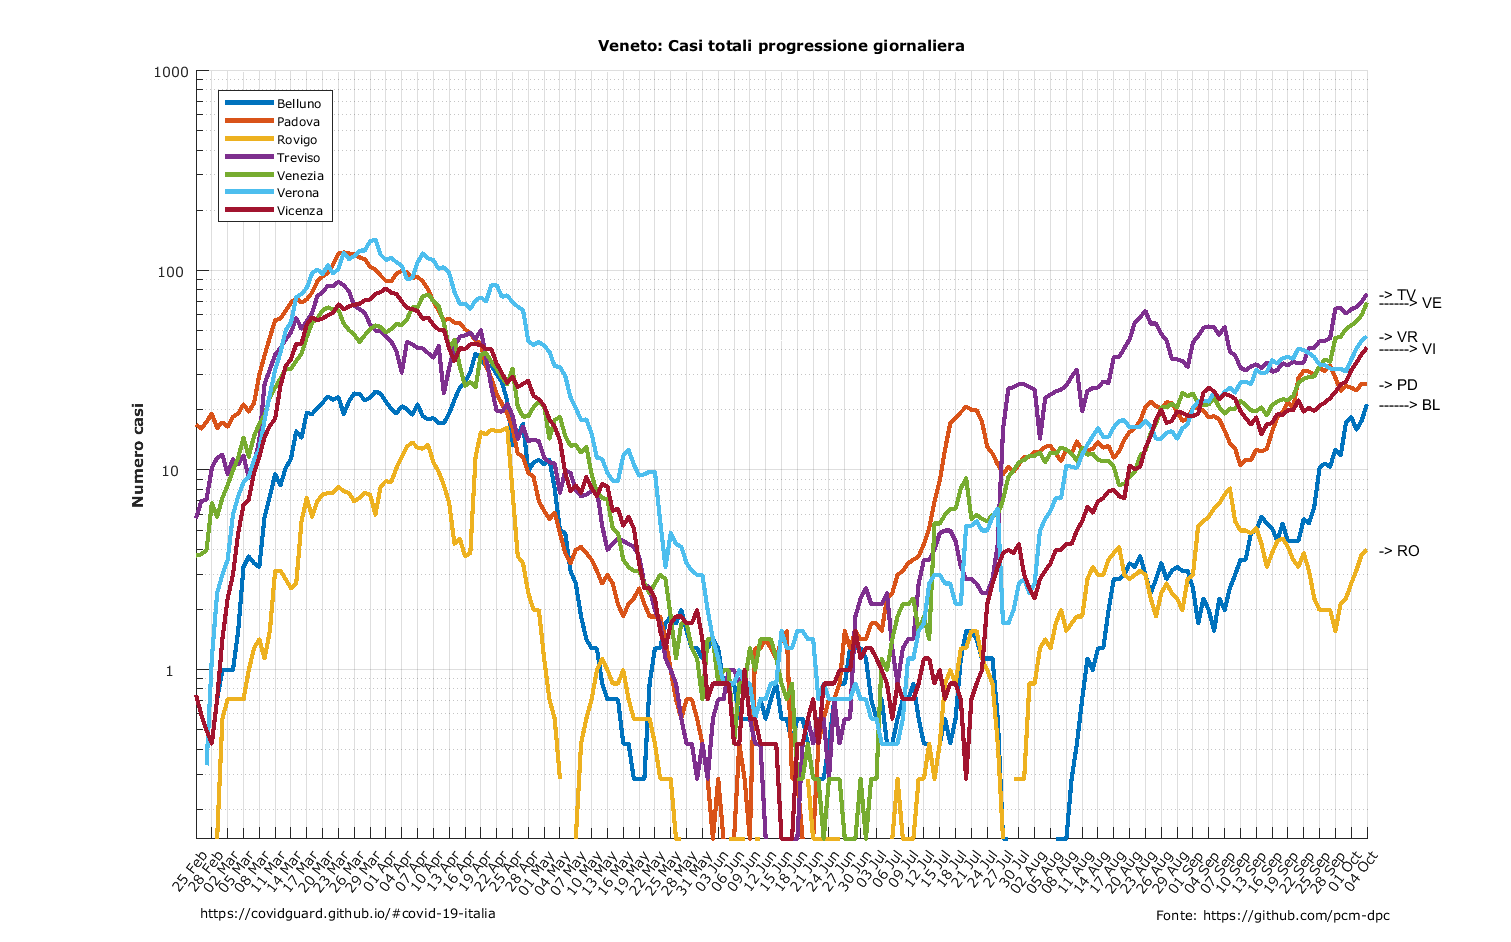 Veneto: Casi totali progressione giornaliera
1000
100
10
1
Numero casi
Belluno
Padova
Rovigo
Treviso
Venezia
Verona
Vicenza
-> TV
------> VE
-> VR
------> VI
-> PD
------> BL
-> RO
25 Feb
28 Feb
02 Mar
05 Mar
08 Mar
11 Mar
14 Mar
17 Mar
20 Mar
23 Mar
26 Mar
29 Mar
01 Apr
04 Apr
07 Apr
10 Apr
13 Apr
16 Apr
19 Apr
22 Apr
25 Apr
28 Apr
01 May
04 May
07 May
10 May
13 May
16 May
19 May
22 May
25 May
28 May
31 May
03 Jun
06 Jun
09 Jun
12 Jun
15 Jun
18 Jun
21 Jun
24 Jun
27 Jun
30 Jun
03 Jul
06 Jul
09 Jul
12 Jul
15 Jul
18 Jul
21 Jul
24 Jul
27 Jul
30 Jul
02 Aug
05 Aug
08 Aug
11 Aug
14 Aug
17 Aug
20 Aug
23 Aug
26 Aug
29 Aug
01 Sep
04 Sep
07 Sep
10 Sep
13 Sep
16 Sep
19 Sep
22 Sep
25 Sep
28 Sep
01 Oct
04 Oct
https://covidguard.github.io/#covid-19-italia
Fonte: https://github.com/pcm-dpc